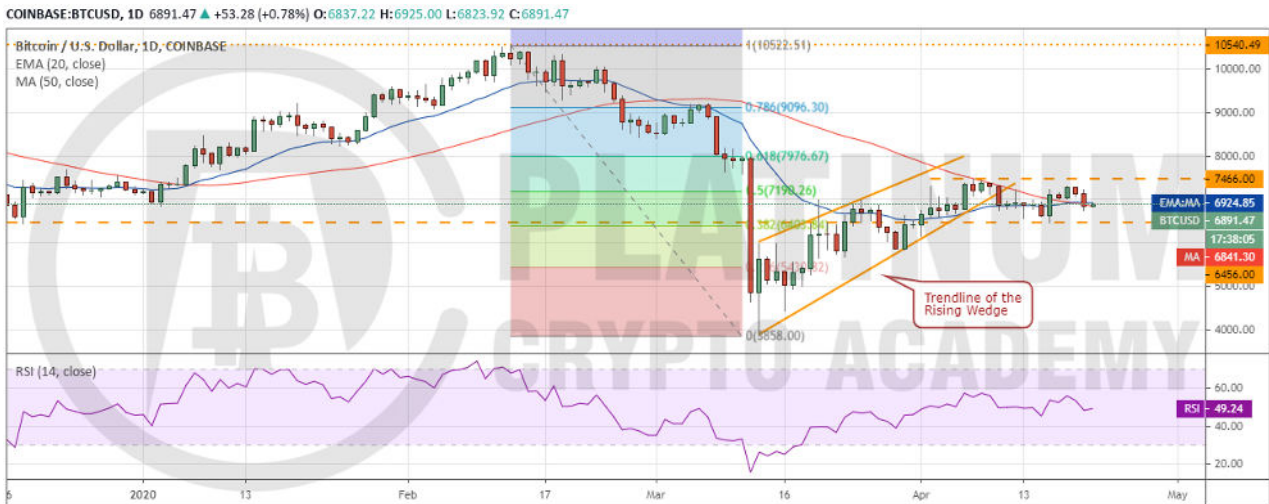 COINBASE:BTCUSD, 1D 6891.47 ▲ +53.28 (+0.78%) O:6837.22 H:6925.00 L:6823.92 C:6891.47
Bitcoin / U.S. Dollar, 1D, COINBASE
EMA (20, close)
MA (50, close)
1(10522.51)
0.786(9096.30)
0.618(7976.67)
0.5(7190.26)
0(3858.00)
PLATINUM
CRYPTO ACADEMY
Trendline of the
Rising Wedge
10540.49
10000.00
9000.00
8000.00
7466.00
EMA:MA 6924.85
BTCUSD 6891.47
17:38:05
MA 6841.30
6456.00
5000.00
4000.00
RSI (14, close)
60.00
RSI 49.24
40.00
20.00
6 2020 13 Feb 17 Mar 16 Apr 13 May